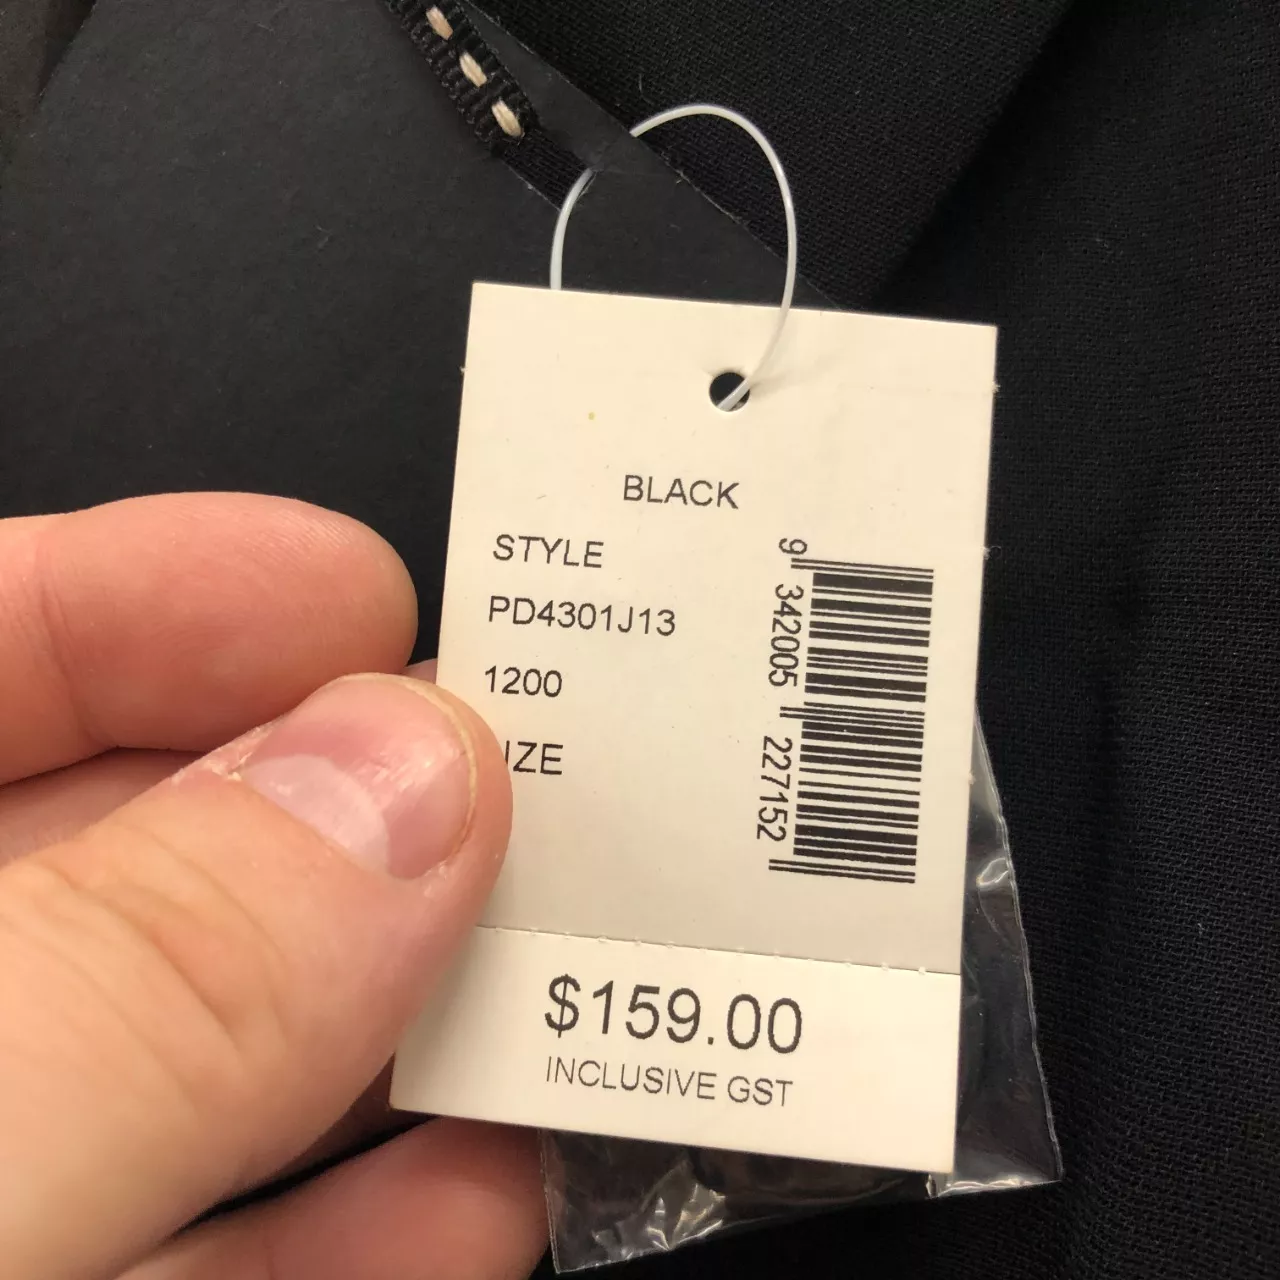 BLACK
STYLE
PD4301J13
1200
IZE
9 342005 227152
$159.00
INCLUSIVE GST